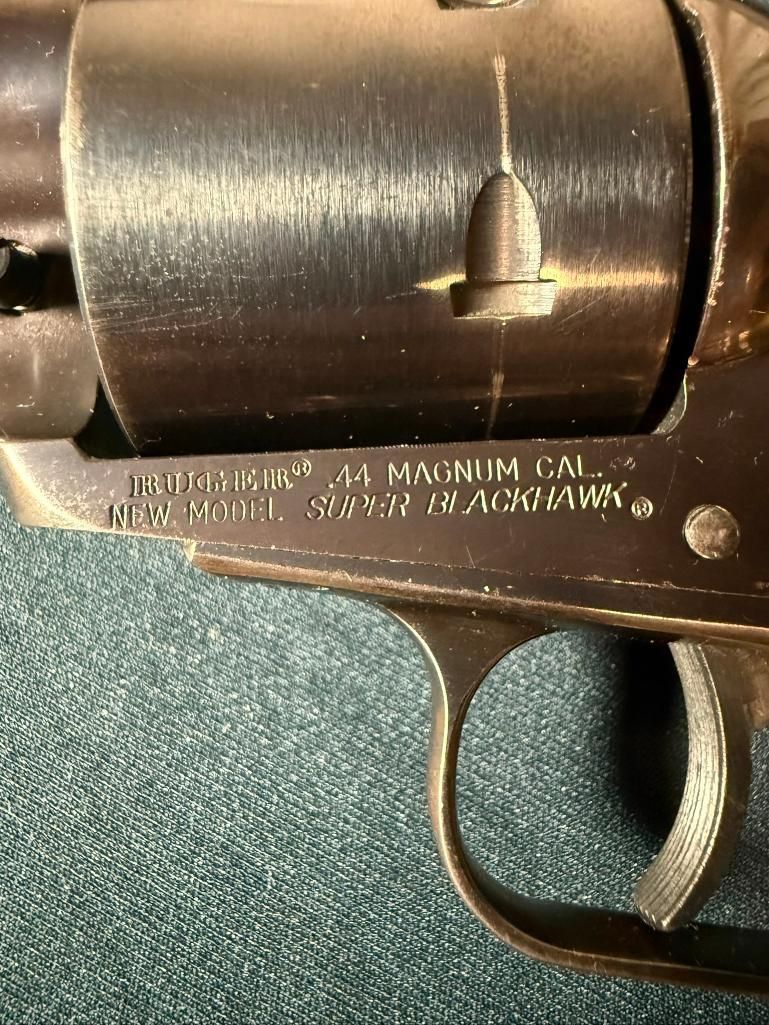 RUGER® .44 MAGNUM CAL.
NEW MODEL SUPER BLACKHAWK®